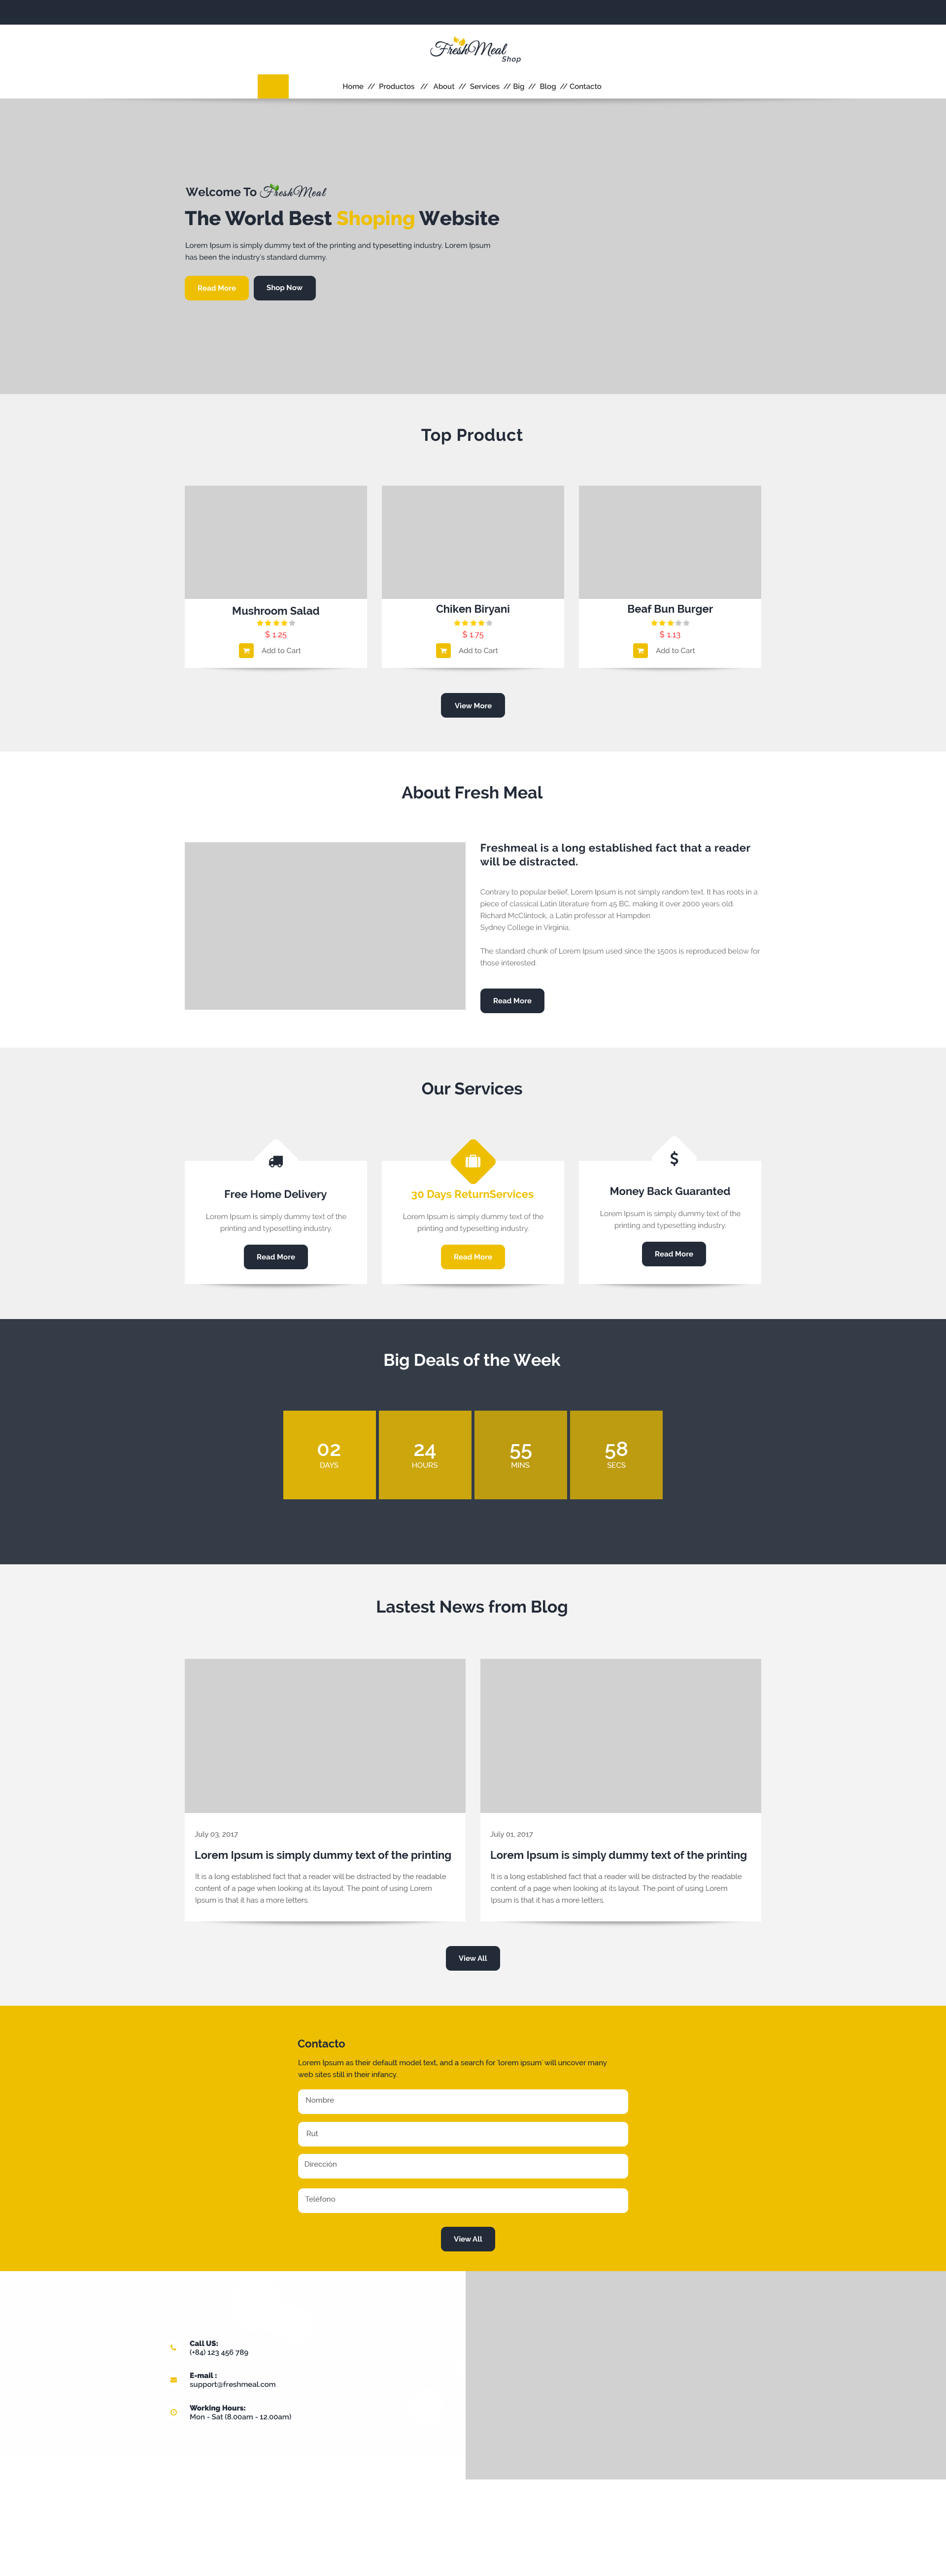 FreshMeal
Shop
Home // Productos // About // Services // Big // Blog // Contacto
Welcome To FreshMeal
The World Best Shoping Website
Lorem Ipsum is simply dummy text of the printing and typesetting industry. Lorem Ipsum
has been the industry's standard dummy.
Read More Shop Now
Top Product
Mushroom Salad
$ 1.25
Add to Cart
Chiken Biryani
$ 1.75
Add to Cart
Beaf Bun Burger
$ 1.13
Add to Cart
View More
About Fresh Meal
Freshmeal is a long established fact that a reader
will be distracted.
Contrary to popular belief, Lorem Ipsum is not simply random text. It has roots in a
piece of classical Latin literature from 45 BC, making it over 2000 years old.
Richard McClintock, a Latin professor at Hampden
Sydney College in Virginia,
The standard chunk of Lorem Ipsum used since the 1500s is reproduced below for
those interested.
Read More
Our Services
Free Home Delivery
Lorem Ipsum is simply dummy text of the
printing and typesetting industry.
Read More
30 Days ReturnServices
Lorem Ipsum is simply dummy text of the
printing and typesetting industry.
Read More
$
Money Back Guaranted
Lorem Ipsum is simply dummy text of the
printing and typesetting industry.
Read More
Big Deals of the Week
02
DAYS
24
HOURS
55
MINS
58
SECS
Lastest News from Blog
July 03, 2017
Lorem Ipsum is simply dummy text of the printing
It is a long established fact that a reader will be distracted by the readable
content of a page when looking at its layout. The point of using Lorem
Ipsum is that it has a more letters.
July 01, 2017
Lorem Ipsum is simply dummy text of the printing
It is a long established fact that a reader will be distracted by the readable
content of a page when looking at its layout. The point of using Lorem
Ipsum is that it has a more letters.
View All
Contacto
Lorem Ipsum as their default model text, and a search for 'lorem ipsum' will uncover many
web sites still in their infancy.
Nombre
Rut
Dirección
Teléfono
View All
Call US:
(+84) 123 456 789
E-mail :
support@freshmeal.com
Working Hours:
Mon - Sat (8.00am - 12.00am)